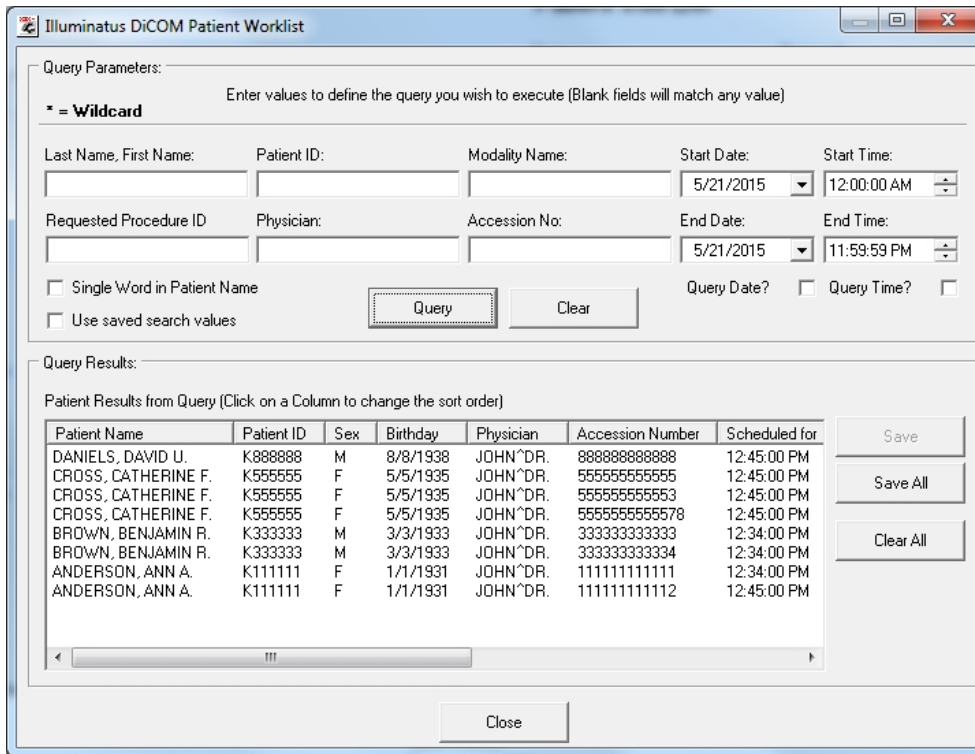 Illuminatus DiCOM Patient Worklist
Query Parameters:
Enter values to define the query you wish to execute (Blank fields will match any value)
* = Wildcard
Last Name, First Name: Patient ID: Modality Name: Start Date: Start Time:
5/21/2015 12:00:00 AM
Requested Procedure ID Physician: Accession No: End Date: End Time:
5/21/2015 11:59:59 PM
Single Word in Patient Name Query Clear Query Date? Query Time?
Use saved search values
Query Results:
Patient Results from Query (Click on a Column to change the sort order)
Patient Name Patient ID Sex Birthday Physician Accession Number Scheduled for Save
DANIELS, DAVID U. K888888 M 8/8/1938 JOHN^DR. 888888888888 12:45:00 PM
CROSS, CATHERINE F. K555555 F 5/5/1935 JOHN^DR. 555555555555 12:45:00 PM
CROSS, CATHERINE F. K555555 F 5/5/1935 JOHN^DR. 555555555553 12:45:00 PM Save All
CROSS, CATHERINE F. K555555 F 5/5/1935 JOHN^DR. 5555555555578 12:45:00 PM
BROWN, BENJAMIN R. K333333 M 3/3/1933 JOHN^DR. 333333333333 12:34:00 PM
BROWN, BENJAMIN R. K333333 M 3/3/1933 JOHN^DR. 333333333334 12:34:00 PM Clear All
ANDERSON, ANN A. K111111 F 1/1/1931 JOHN^DR. 111111111111 12:34:00 PM
ANDERSON, ANN A. K111111 F 1/1/1931 JOHN^DR. 111111111112 12:45:00 PM
Close